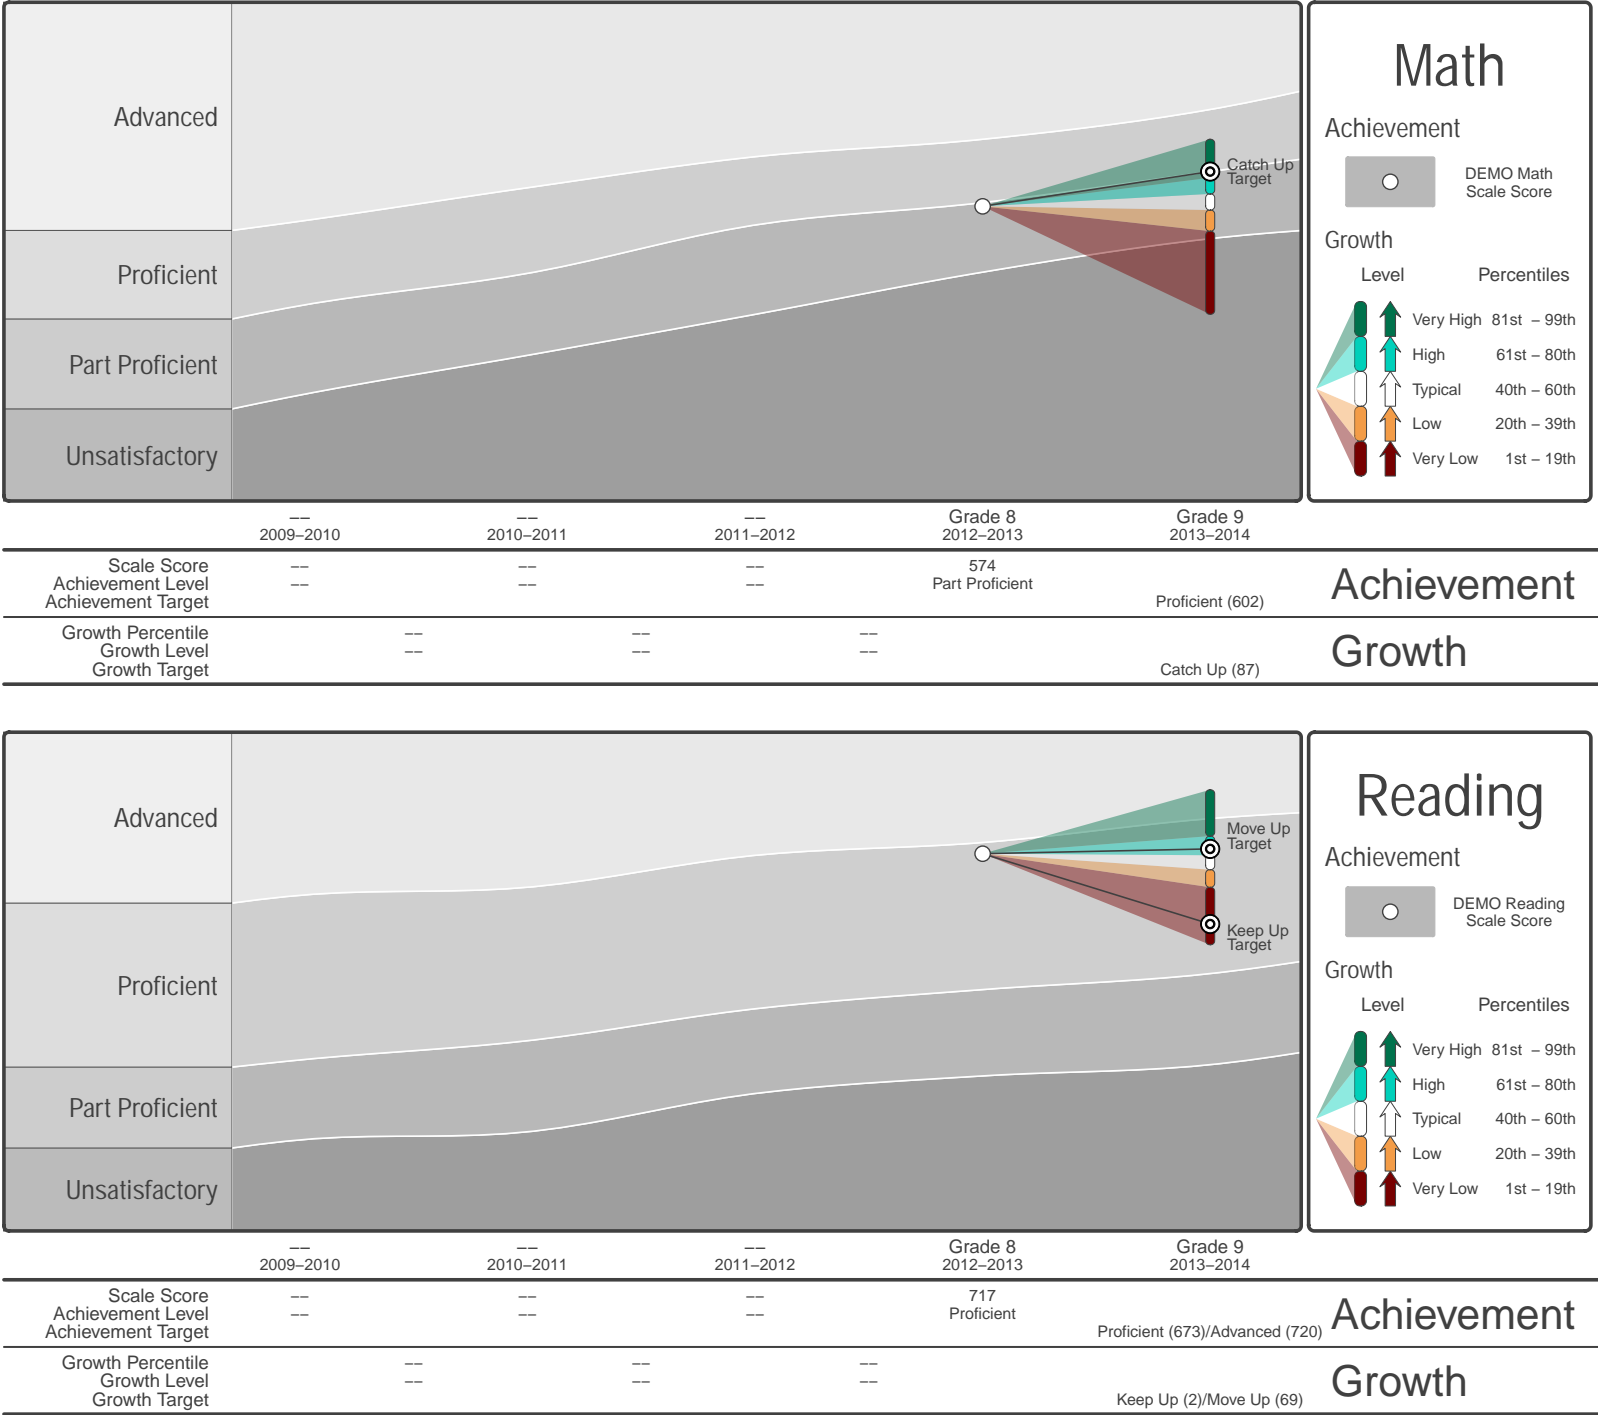 Advanced
Proficient
Part Proficient
Unsatisfactory
Catch Up
Target
Math
Achievement
DEMO Math
Scale Score
Growth
Level Percentiles
Very High 81st – 99th
High 61st – 80th
Typical 40th – 60th
Low 20th – 39th
Very Low 1st – 19th
–– –– –– Grade 8 Grade 9
2009–2010 2010–2011 2011–2012 2012–2013 2013–2014
Scale Score –– –– –– 574
Achievement Level –– –– –– Part Proficient
Achievement Target Proficient (602)
Achievement
Growth Percentile –– –– ––
Growth Level –– –– ––
Growth Target Catch Up (87)
Growth
Advanced
Proficient
Part Proficient
Unsatisfactory
Move Up
Target
Keep Up
Target
Reading
Achievement
DEMO Reading
Scale Score
Growth
Level Percentiles
Very High 81st – 99th
High 61st – 80th
Typical 40th – 60th
Low 20th – 39th
Very Low 1st – 19th
–– –– –– Grade 8 Grade 9
2009–2010 2010–2011 2011–2012 2012–2013 2013–2014
Scale Score –– –– –– 717
Achievement Level –– –– –– Proficient
Achievement Target Proficient (673)/Advanced (720)
Achievement
Growth Percentile –– –– ––
Growth Level –– –– ––
Growth Target Keep Up (2)/Move Up (69)
Growth